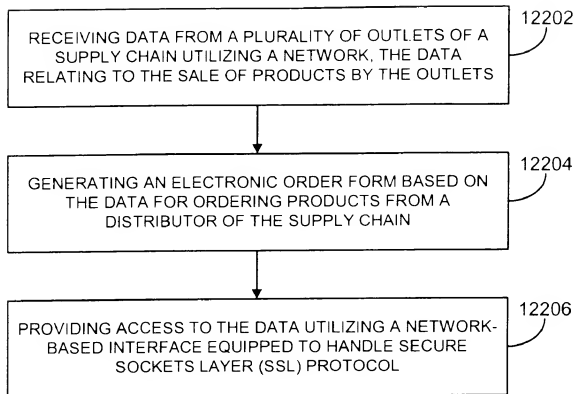 12202
RECEIVING DATA FROM A PLURALITY OF OUTLETS OF A
SUPPLY CHAIN UTILIZING A NETWORK, THE DATA
RELATING TO THE SALE OF PRODUCTS BY THE OUTLETS
12204
GENERATING AN ELECTRONIC ORDER FORM BASED ON
THE DATA FOR ORDERING PRODUCTS FROM A
DISTRIBUTOR OF THE SUPPLY CHAIN
12206
PROVIDING ACCESS TO THE DATA UTILIZING A NETWORK-
BASED INTERFACE EQUIPPED TO HANDLE SECURE
SOCKETS LAYER (SSL) PROTOCOL